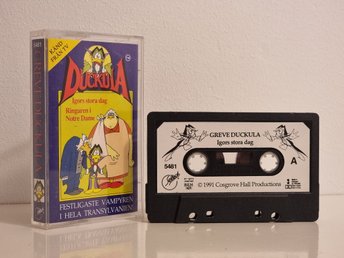 5481
KÄND
FRÅN TV
DUCKULA
Igors stora dag
Ringaren i
Notre Dame
FESTLIGASTE VAMPYREN
I HELA TRANSYLVANIEN
GREVE DUCKULA
Igors stora dag
5481
A
© 1991 Cosgrove Hall Productions